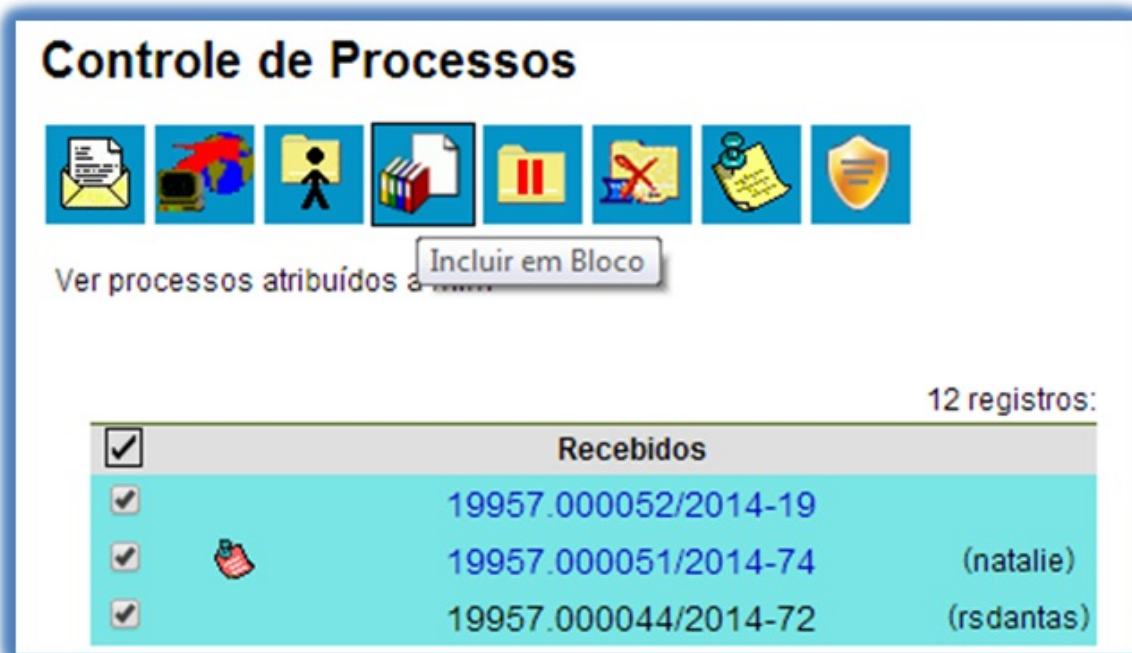 Controle de Processos
Incluir em Bloco
Ver processos atribuídos a
12 registros:
Recebidos
19957.000052/2014-19
19957.000051/2014-74 (natalie)
19957.000044/2014-72 (rsdantas)